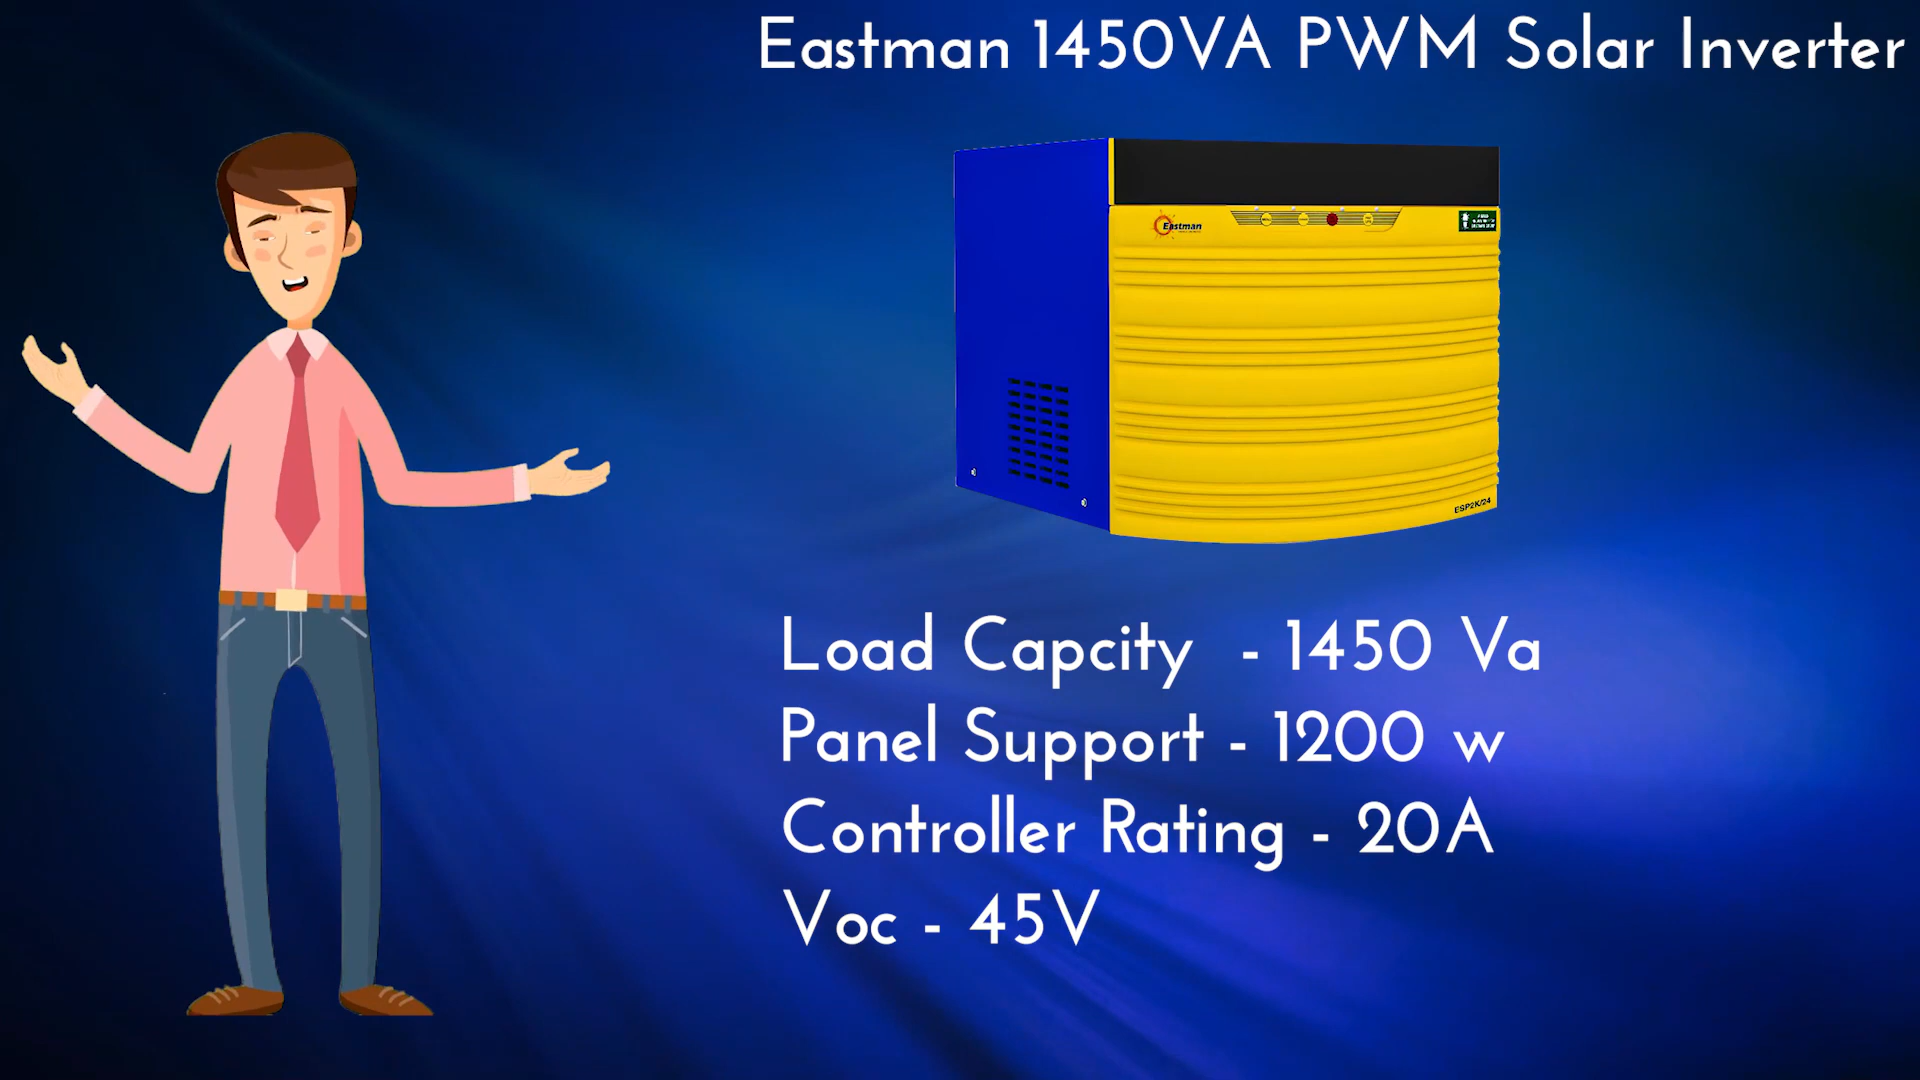 Eastman 1450VA PWM Solar Inverter
Eastman
ESP2K/24
Load Capcity - 1450 Va
Panel Support - 1200 w
Controller Rating - 20A
Voc - 45V